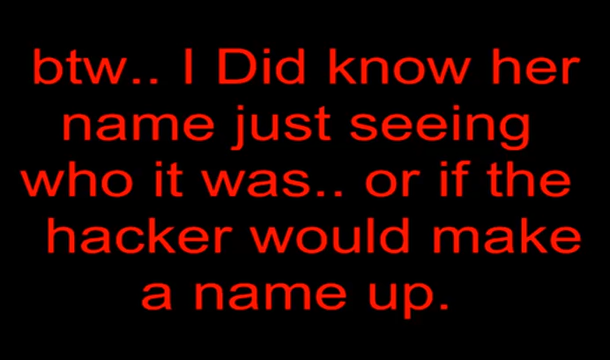 btw.. I Did know her
name just seeing
who it was.. or if the
hacker would make
a name up.